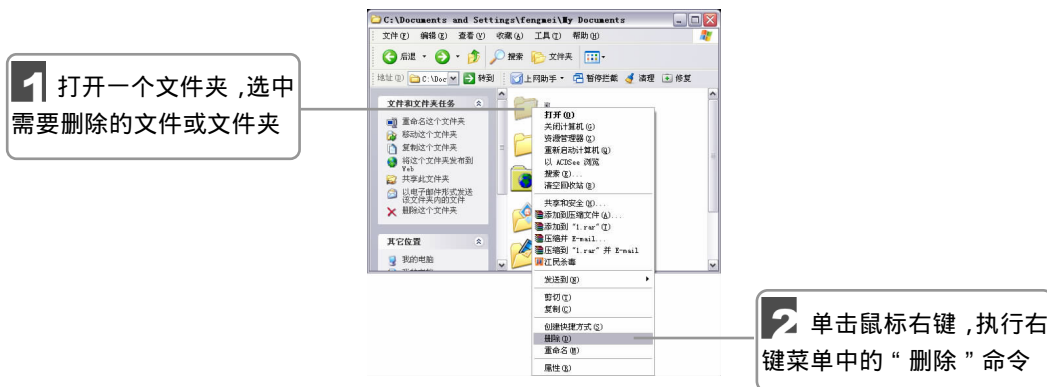 C:\Documents and Settings\fengmei\My Documents
文件(F) 编辑(E) 查看(V) 收藏(A) 工具(T) 帮助(H)
后退 搜索 文件夹
地址(D) C:\Doc 转到 上网助手 暂停拦截 清理 修复
1 打开一个文件夹,选中
需要删除的文件或文件夹
文件和文件夹任务
重命名这个文件夹
移动这个文件夹
复制这个文件夹
将这个文件夹发布到
Web
共享此文件夹
以电子邮件形式发送
该文件夹内的文件
删除这个文件夹
其它位置
我的电脑
打开(O)
关闭计算机(G)
资源管理器(X)
重新启动计算机(Q)
以 ACDSee 浏览
搜索(E)...
清空回收站(B)
共享和安全(H)...
添加到压缩文件(A)...
添加到 "1.rar"(T)
压缩并 E-mail...
压缩到 "1.rar" 并 E-mail
江民杀毒
发送到(N)
剪切(T)
复制(C)
创建快捷方式(S)
删除(D)
重命名(M)
属性(R)
2 单击鼠标右键,执行右
键菜单中的“删除”命令